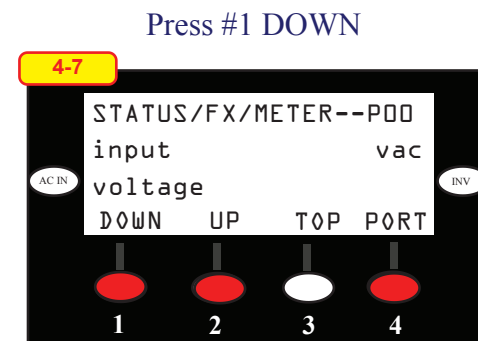 Press #1 DOWN
4-7
STATUS/FX/METER--P00
input vac
AC IN
voltage
INV
DOWN UP TOP PORT
1 2 3 4